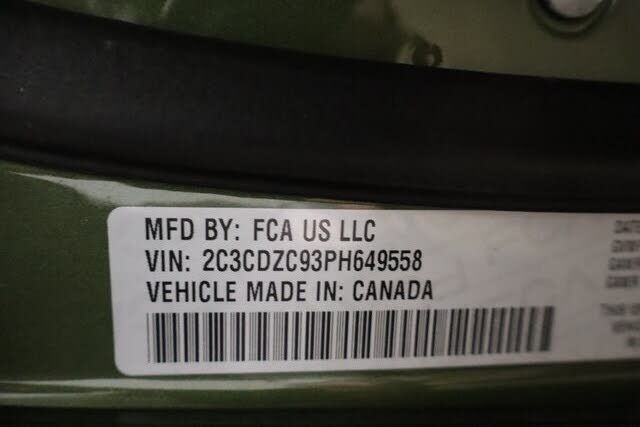 MFD BY: FCA US LLC
VIN: 2C3CDZC93PH649558
VEHICLE MADE IN: CANADA